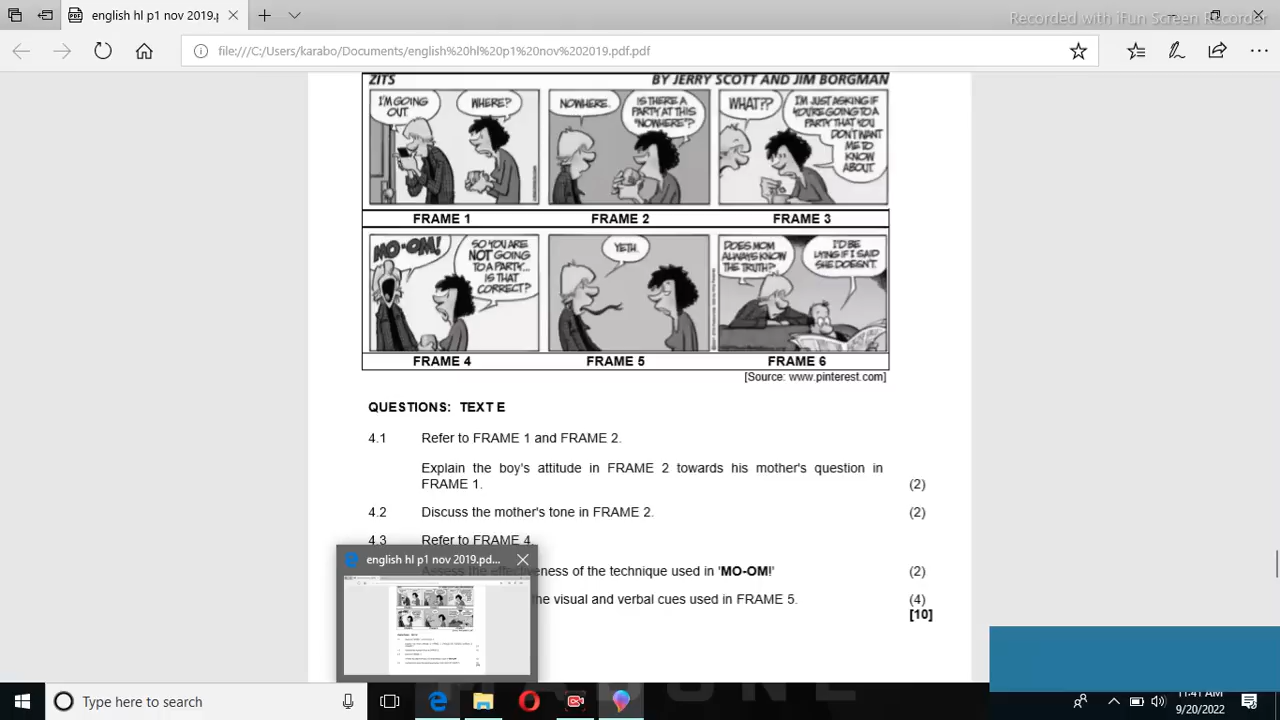 english hl p1 nov 2019.p
Recorded with iFun Screen Recorder
file:///C:/Users/karabo/Documents/english%20hl%20p1%20nov%202019.pdf.pdf
ZITS BY JERRY SCOTT AND JIM BORGMAN
I'M GOING
OUT.
WHERE?
NOWHERE.
IS THERE A
PARTY AT THIS
"NOWHERE"?
WHAT??
I'M JUST ASKING IF
YOU'RE GOING TO A
PARTY THAT YOU
DON'T WANT
ME TO
KNOW
ABOUT.
FRAME 1 FRAME 2 FRAME 3
MO-OM!
SO YOU ARE
NOT GOING
TO A PARTY...
IS THAT
CORRECT?
YETH.
DOES MOM
ALWAYS KNOW
THE TRUTH?
I'D BE
LYING IF I SAID
SHE DOESN'T.
FRAME 4 FRAME 5 FRAME 6
[Source: www.pinterest.com]
QUESTIONS: TEXT E
4.1 Refer to FRAME 1 and FRAME 2.
Explain the boy's attitude in FRAME 2 towards his mother's question in
FRAME 1. (2)
4.2 Discuss the mother's tone in FRAME 2. (2)
4.3 Refer to FRAME 4.
english hl p1 nov 2019.pd...
Assess the effectiveness of the technique used in 'MO-OM!' (2)
the visual and verbal cues used in FRAME 5. (4)
[10]
Type here to search
11:41 AM
9/20/2022